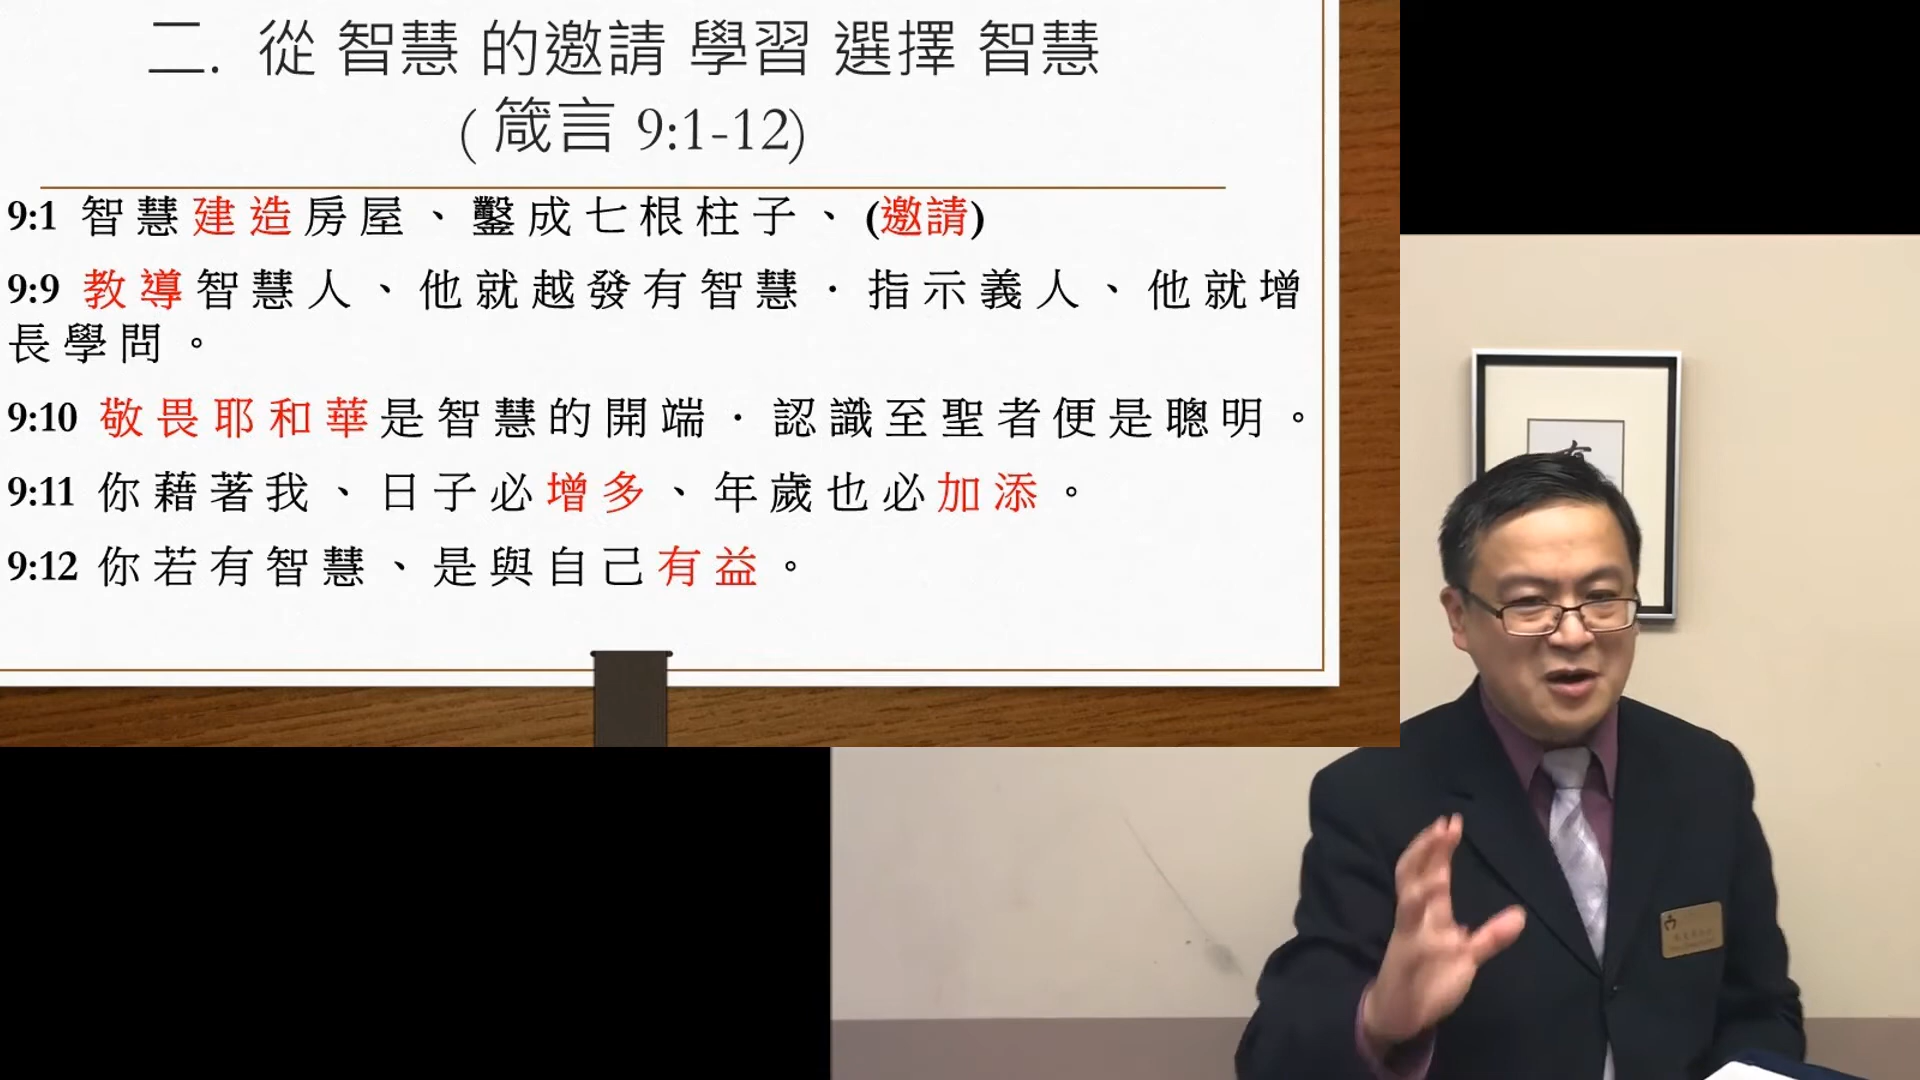 二. 從 智慧 的邀請 學習 選擇 智慧
( 箴言 9:1-12)
9:1 智慧建造房屋、鑿成七根柱子、(邀請)
9:9 教導智慧人、他就越發有智慧．指示義人、他就增
長學問。
9:10 敬畏耶和華是智慧的開端．認識至聖者便是聰明。
9:11 你藉著我、日子必增多、年歲也必加添。
9:12 你若有智慧、是與自己有益。